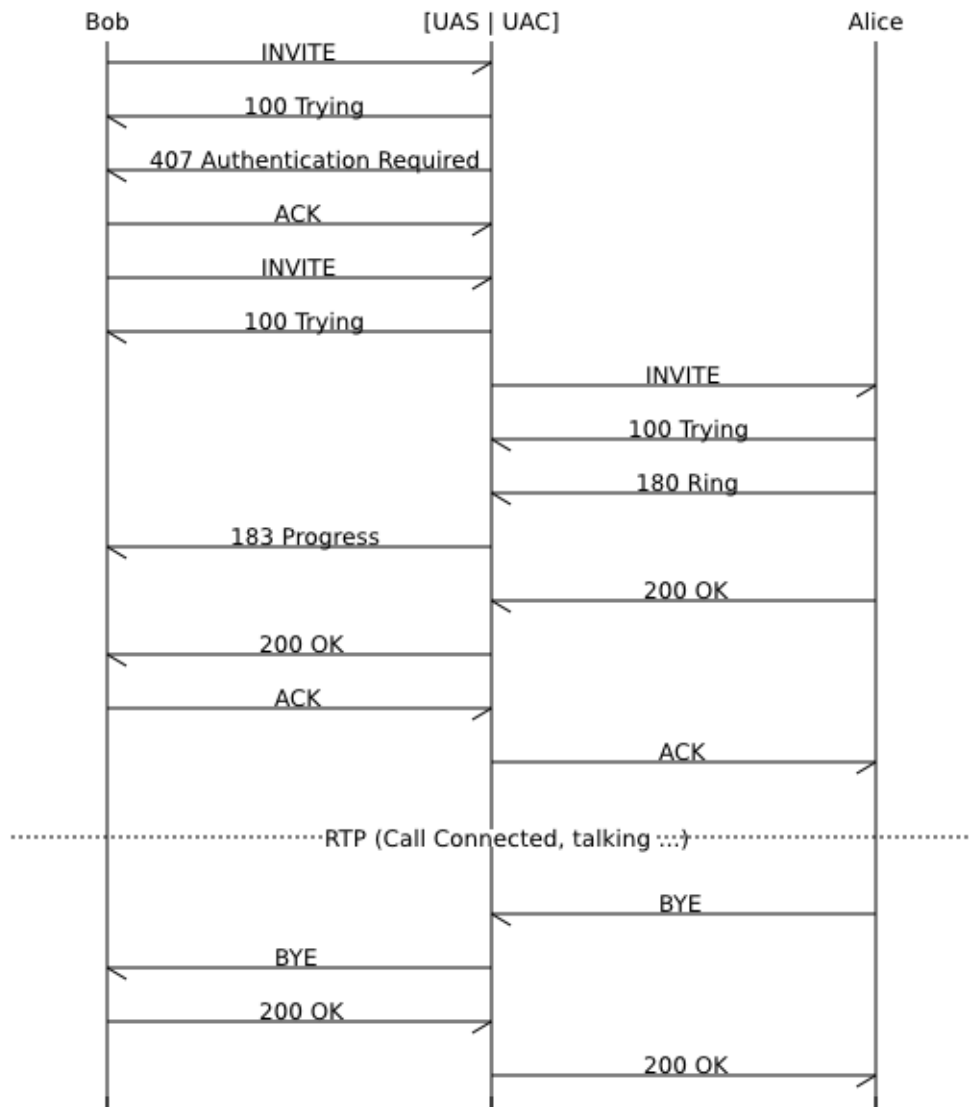 Bob [UAS | UAC] Alice
INVITE
100 Trying
407 Authentication Required
ACK
INVITE
100 Trying
INVITE
100 Trying
180 Ring
183 Progress
200 OK
200 OK
ACK
ACK
RTP (Call Connected, talking ...)
BYE
BYE
200 OK
200 OK